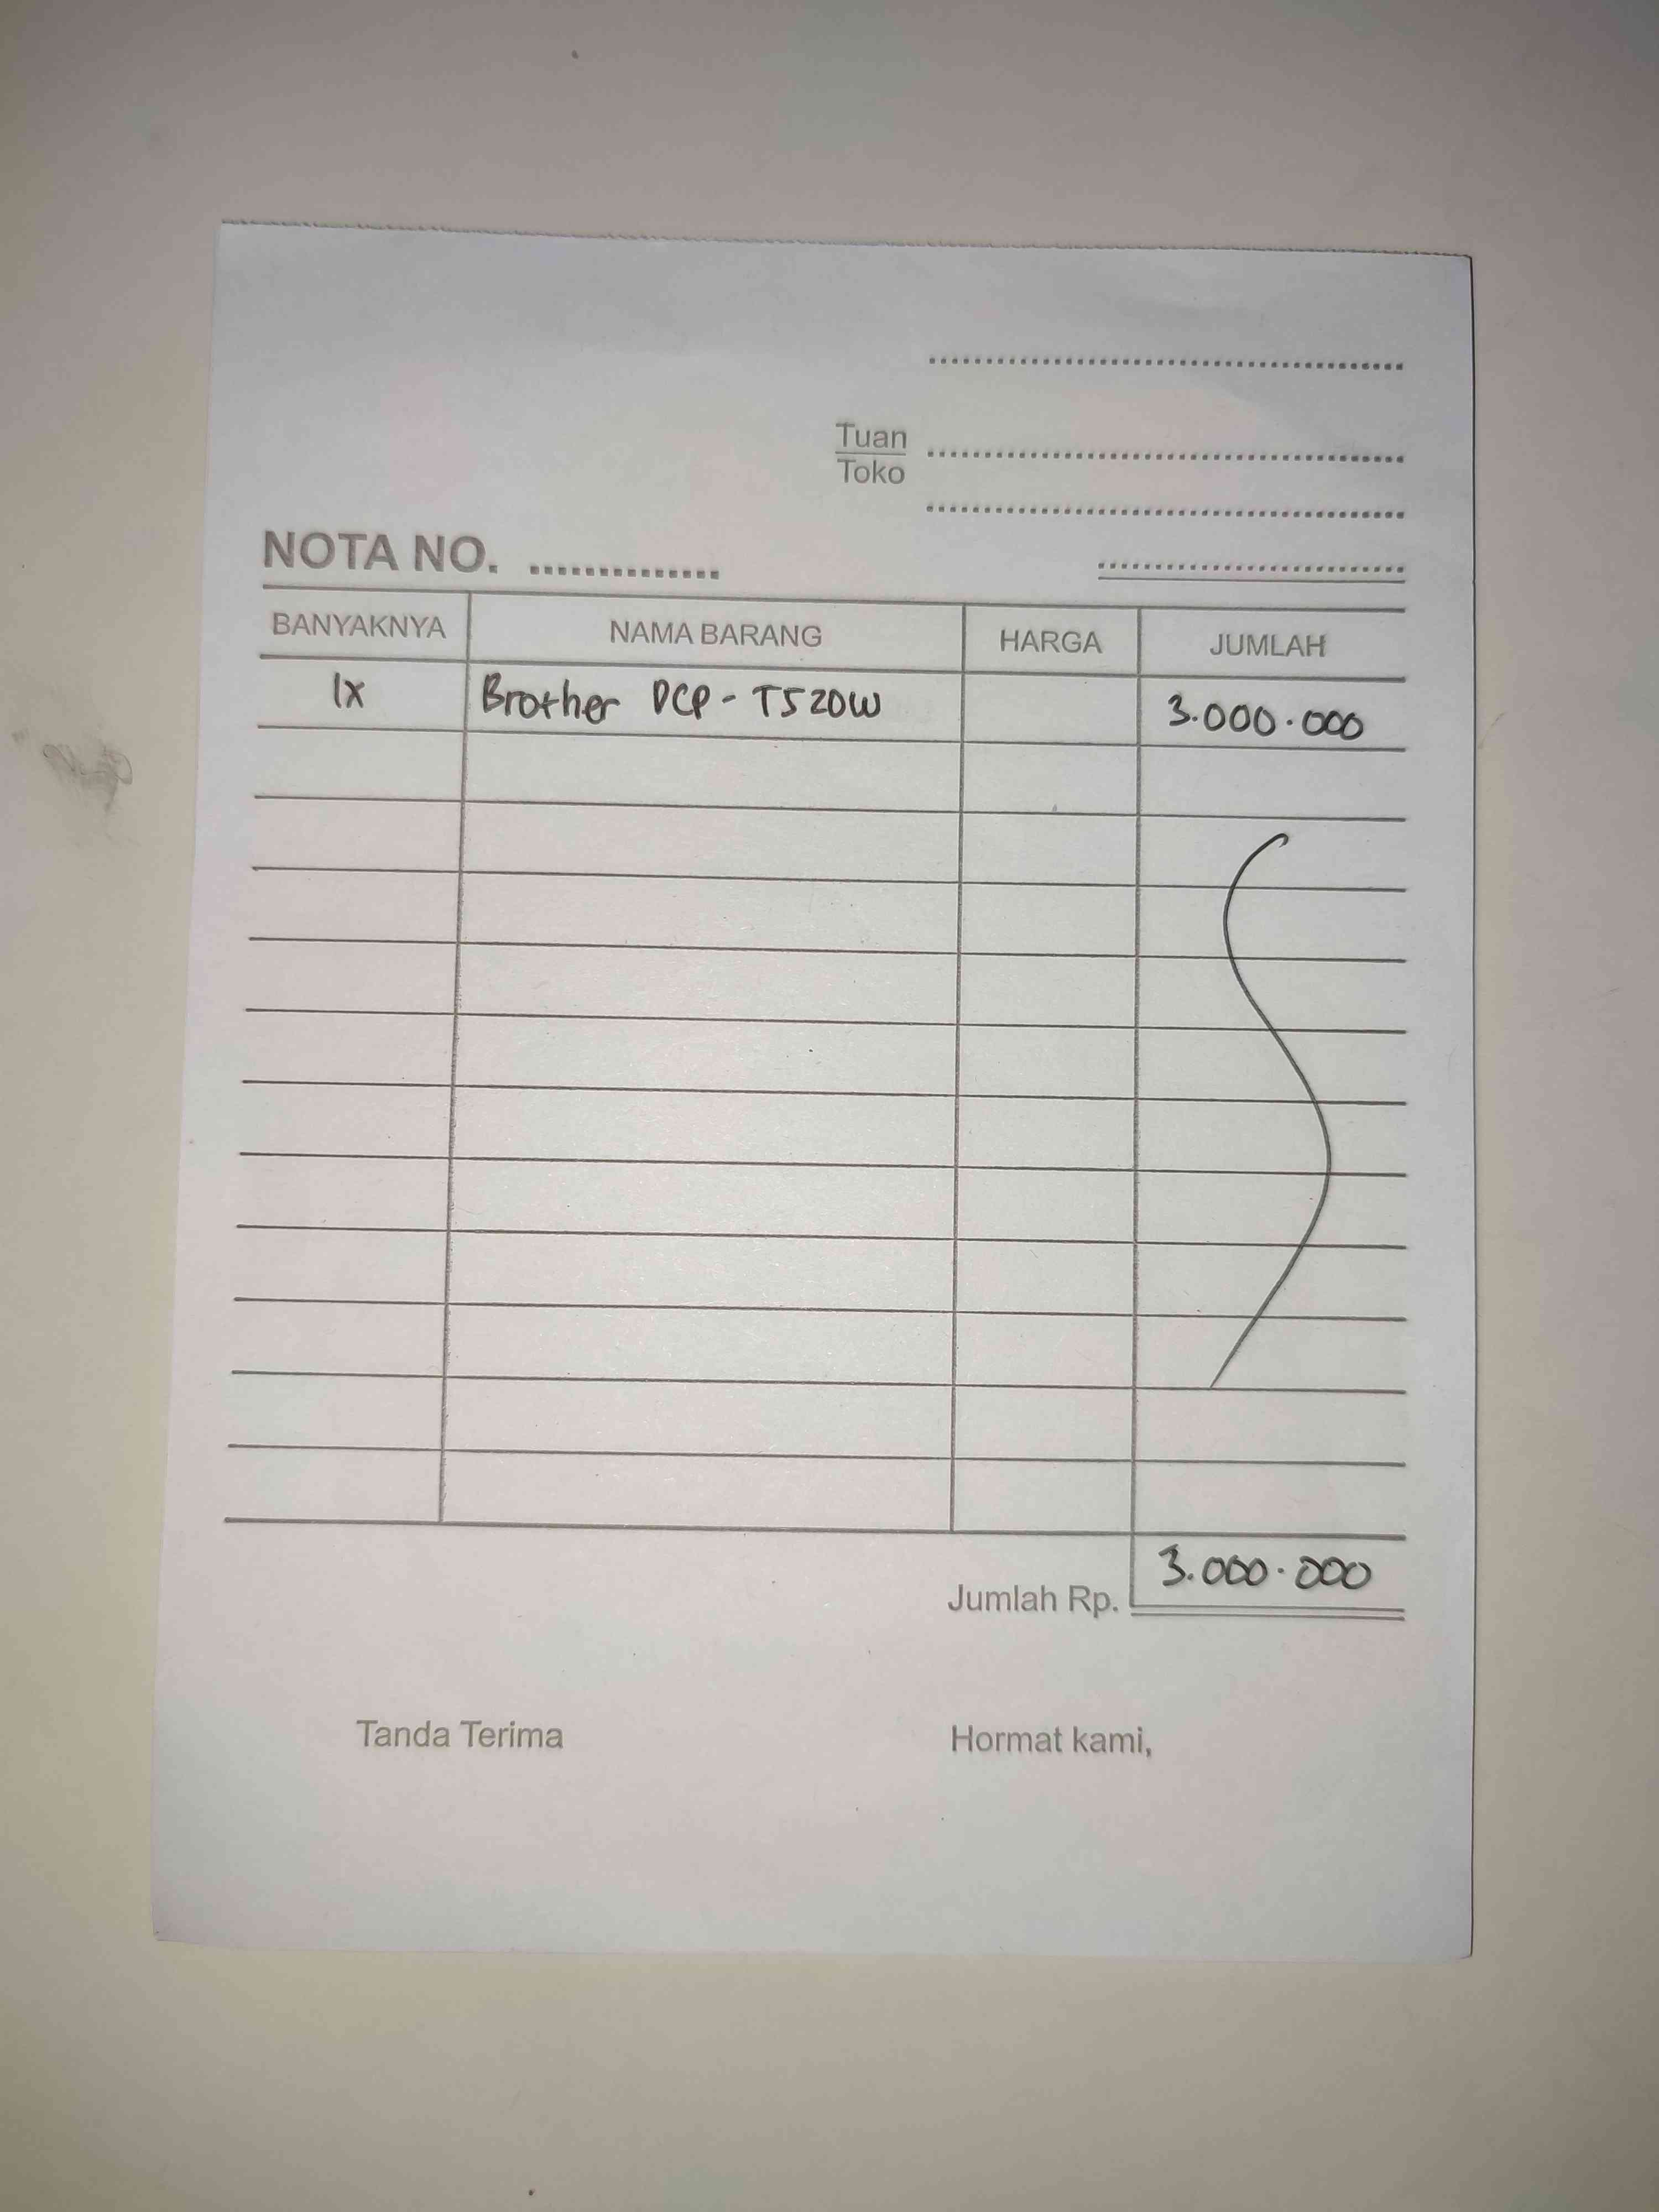 Tuan
Toko
NOTA NO. ..............
BANYAKNYA NAMA BARANG HARGA JUMLAH
1x Brother DCP - T520W 3.000.000
Jumlah Rp. 3.000.000
Tanda Terima Hormat kami,